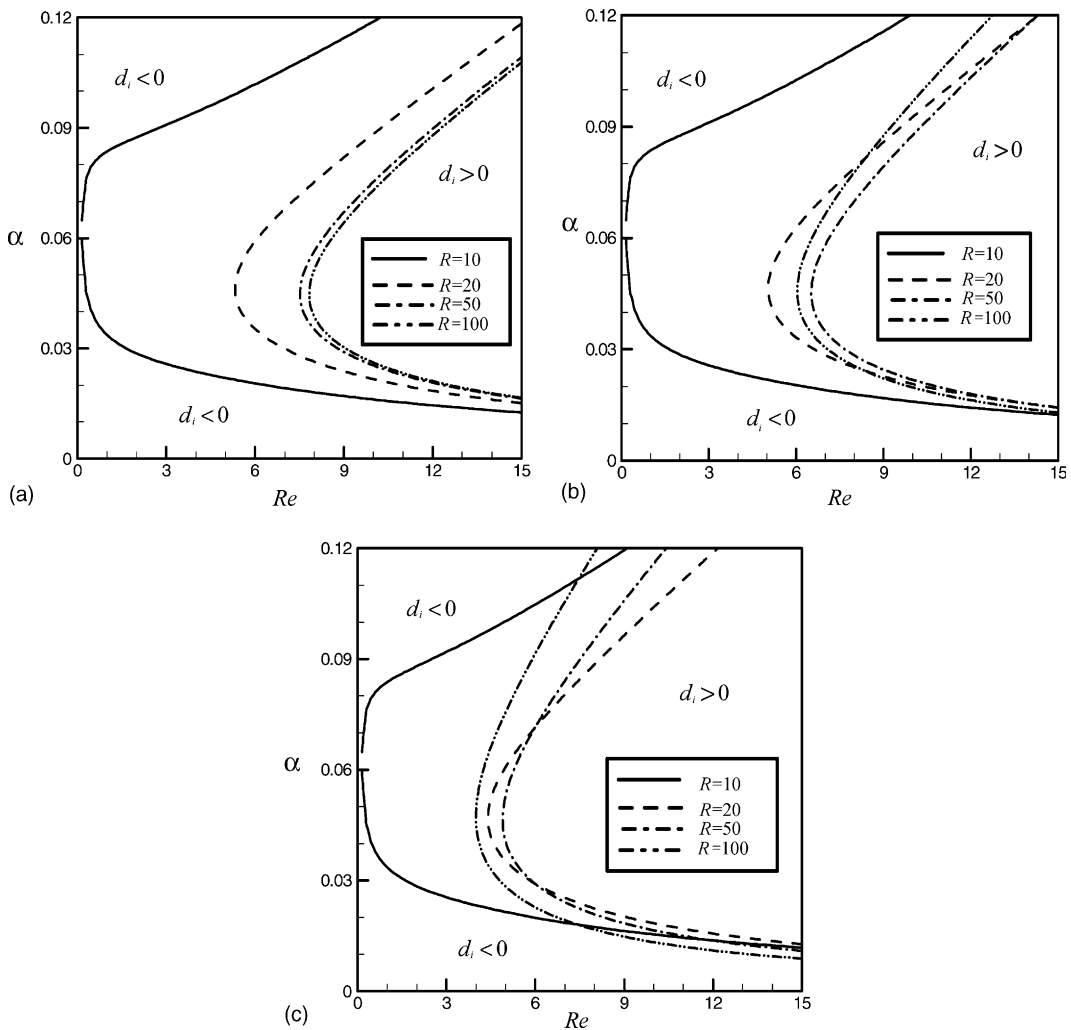 0.12
0.09
0.06
0.03
0
α
d_i<0
d_i>0
d_i<0
R=10
R=20
R=50
R=100
0 3 6 9 12 15
Re
(a)
0.12
0.09
0.06
0.03
0
d_i<0
d_i>0
d_i<0
R=10
R=20
R=50
R=100
0 3 6 9 12 15
Re
(b)
0.12
0.09
0.06
0.03
0
α
d_i<0
d_i>0
d_i<0
R=10
R=20
R=50
R=100
0 3 6 9 12 15
Re
(c)